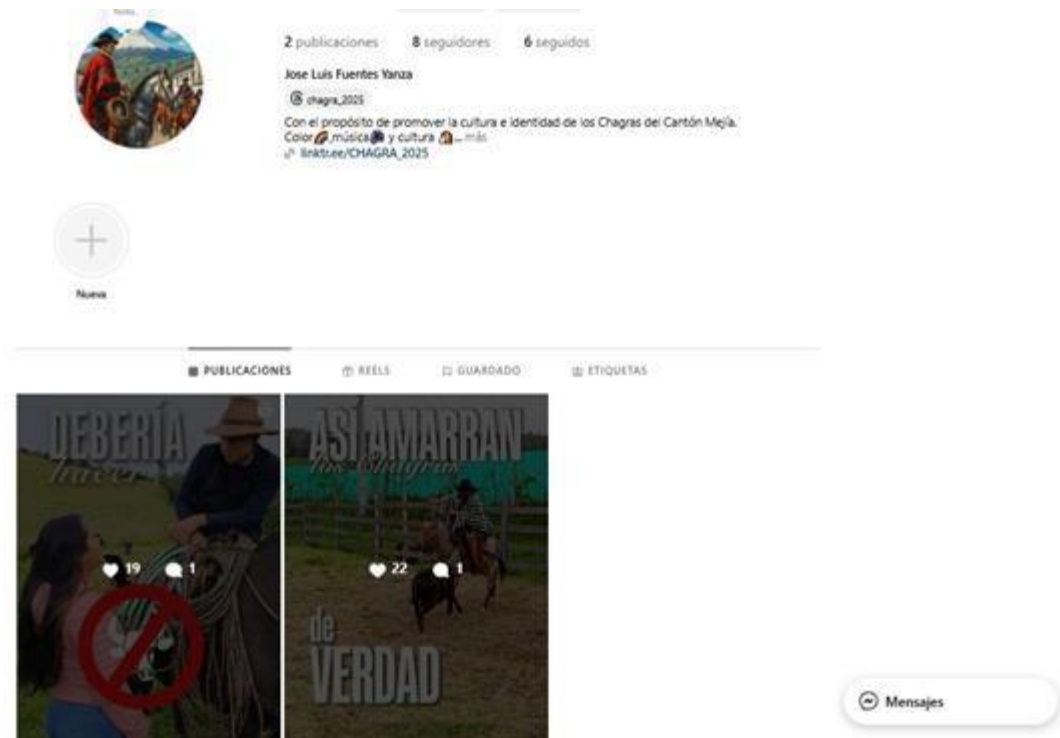 2 publicaciones 8 seguidores 6 seguidos
Jose Luis Fuentes Yanza
chagra_2025
Con el propósito de promover la cultura e identidad de los Chagras del Cantón Mejía.
Color música y cultura ... más
linktr.ee/CHAGRA_2025
Nueva
PUBLICACIONES REELS GUARDADO ETIQUETAS
DEBERÍA
hacer
ASÍ AMARRAN
los Chagras
19 1
22 1
de
VERDAD
Mensajes